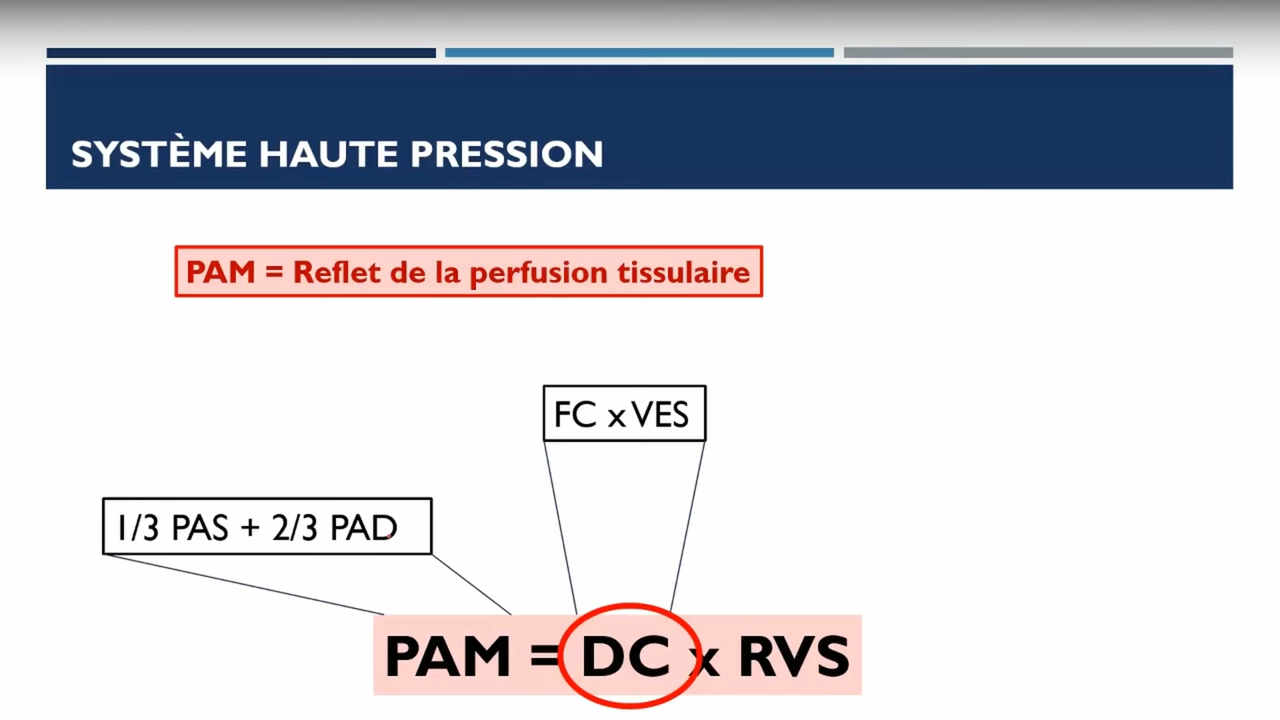 SYSTÈME HAUTE PRESSION
PAM = Reflet de la perfusion tissulaire
FC x VES
1/3 PAS + 2/3 PAD
PAM = DC x RVS